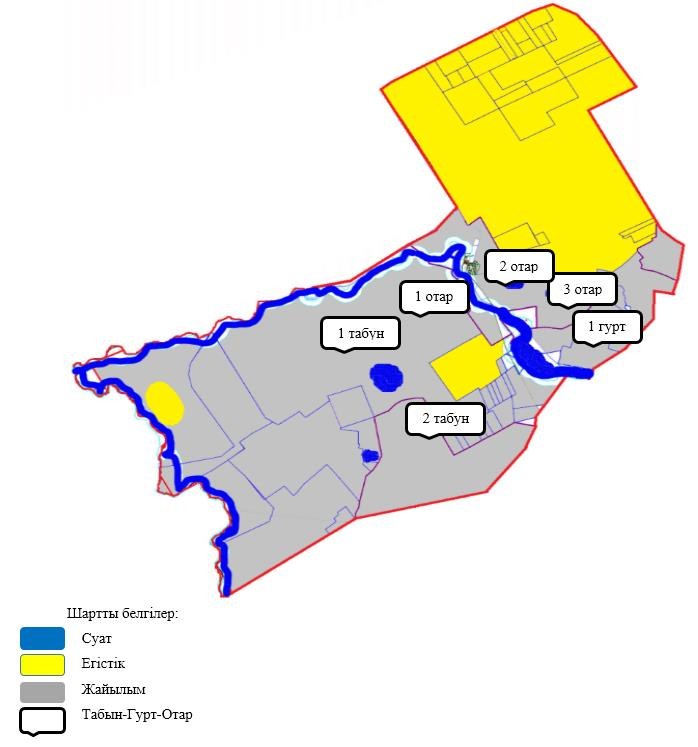 2 отар
3 отар
1 отар
1 гурт
1 табун
2 табун
Шартты белгілер:
Суат
Егістік
Жайылым
Табын-Гурт-Отар